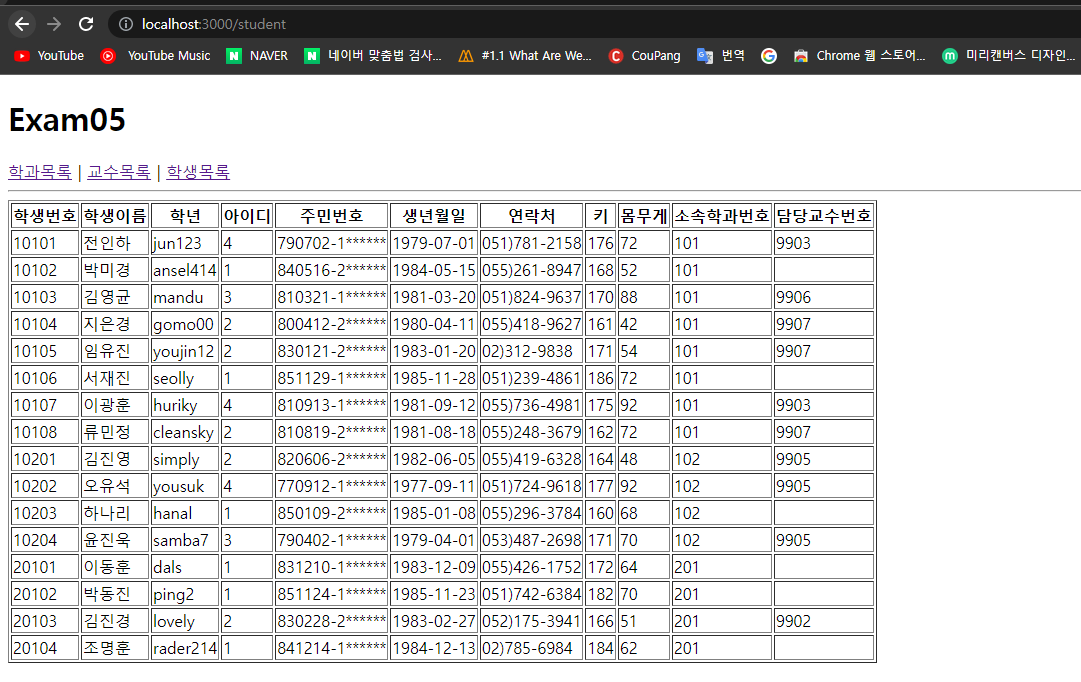 localhost:3000/student
YouTube YouTube Music NAVER 네이버 맞춤법 검사... #1.1 What Are We... CouPang 번역 Chrome 웹 스토어... 미리캔버스 디자인...
Exam05
학과목록 | 교수목록 | 학생목록
학생번호 학생이름 학년 아이디 주민번호 생년월일 연락처 키 몸무게 소속학과번호 담당교수번호
10101 전인하 jun123 4 790702-1****** 1979-07-01 051)781-2158 176 72 101 9903
10102 박미경 ansel414 1 840516-2****** 1984-05-15 055)261-8947 168 52 101
10103 김영균 mandu 3 810321-1****** 1981-03-20 051)824-9637 170 88 101 9906
10104 지은경 gomo00 2 800412-2****** 1980-04-11 055)418-9627 161 42 101 9907
10105 임유진 youjin12 2 830121-2****** 1983-01-20 02)312-9838 171 54 101 9907
10106 서재진 seolly 1 851129-1****** 1985-11-28 051)239-4861 186 72 101
10107 이광훈 huriky 4 810913-1****** 1981-09-12 055)736-4981 175 92 101 9903
10108 류민정 cleansky 2 810819-2****** 1981-08-18 055)248-3679 162 72 101 9907
10201 김진영 simply 2 820606-2****** 1982-06-05 055)419-6328 164 48 102 9905
10202 오유석 yousuk 4 770912-1****** 1977-09-11 051)724-9618 177 92 102 9905
10203 하나리 hanal 1 850109-2****** 1985-01-08 055)296-3784 160 68 102
10204 윤진욱 samba7 3 790402-1****** 1979-04-01 053)487-2698 171 70 102 9905
20101 이동훈 dals 1 831210-1****** 1983-12-09 055)426-1752 172 64 201
20102 박동진 ping2 1 851124-1****** 1985-11-23 051)742-6384 182 70 201
20103 김진경 lovely 2 830228-2****** 1983-02-27 052)175-3941 166 51 201 9902
20104 조명훈 rader214 1 841214-1****** 1984-12-13 02)785-6984 184 62 201